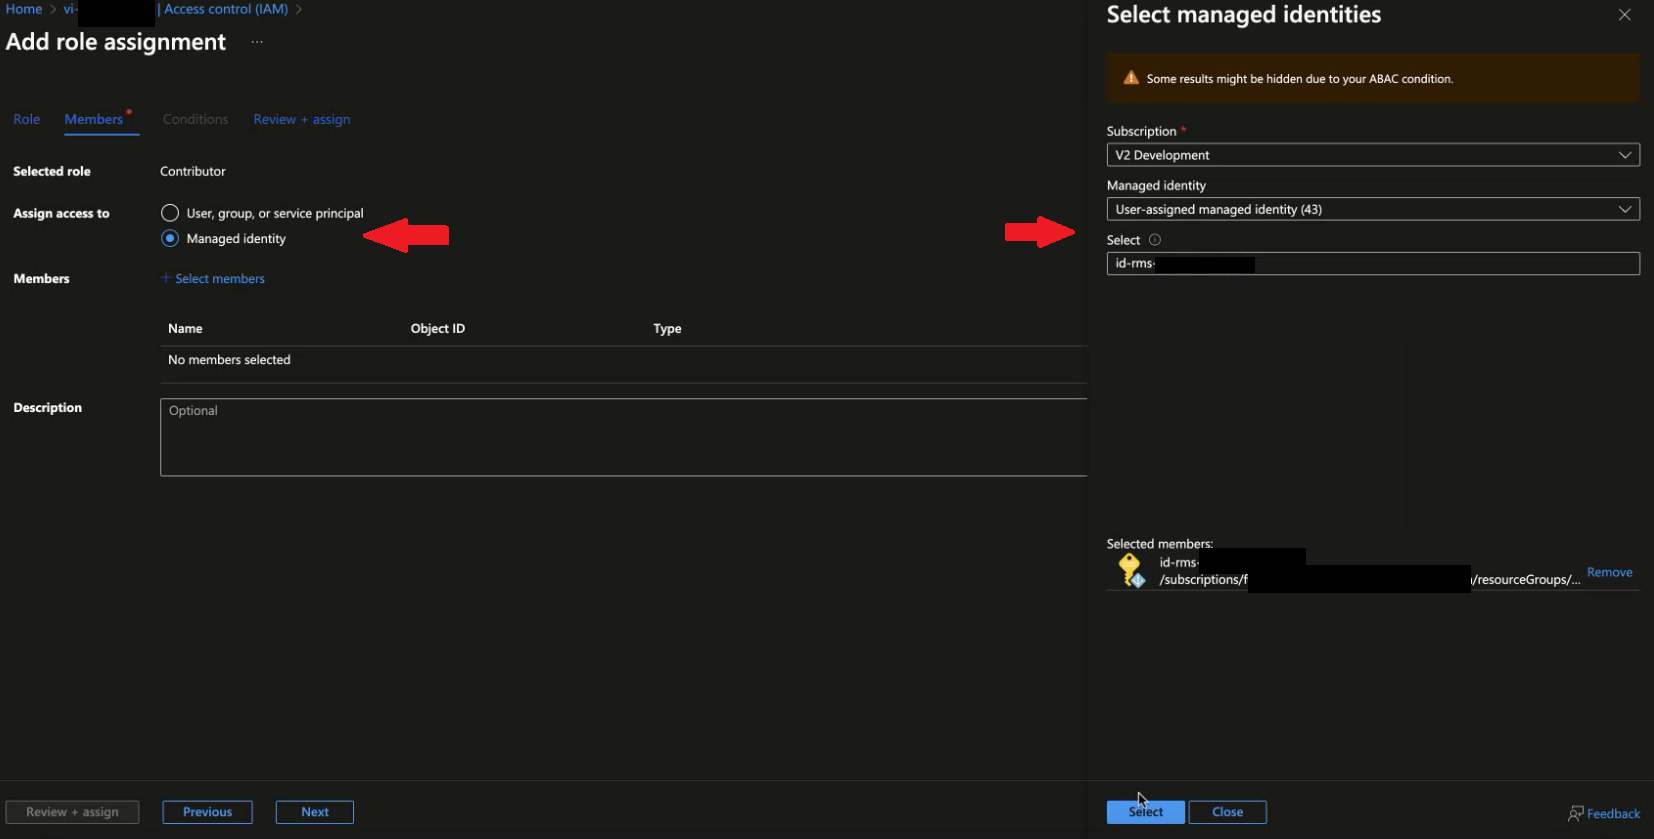 Home > vi- | Access control (IAM) >
Add role assignment ...
Role Members * Conditions Review + assign
Selected role Contributor
Assign access to User, group, or service principal
Managed identity
Members + Select members
Name Object ID Type
No members selected
Description Optional
Review + assign Previous Next
Select managed identities
Some results might be hidden due to your ABAC condition.
Subscription *
V2 Development
Managed identity
User-assigned managed identity (43)
Select
id-rms-
Selected members:
id-rms-
/subscriptions/f /resourceGroups/... Remove
Select Close Feedback